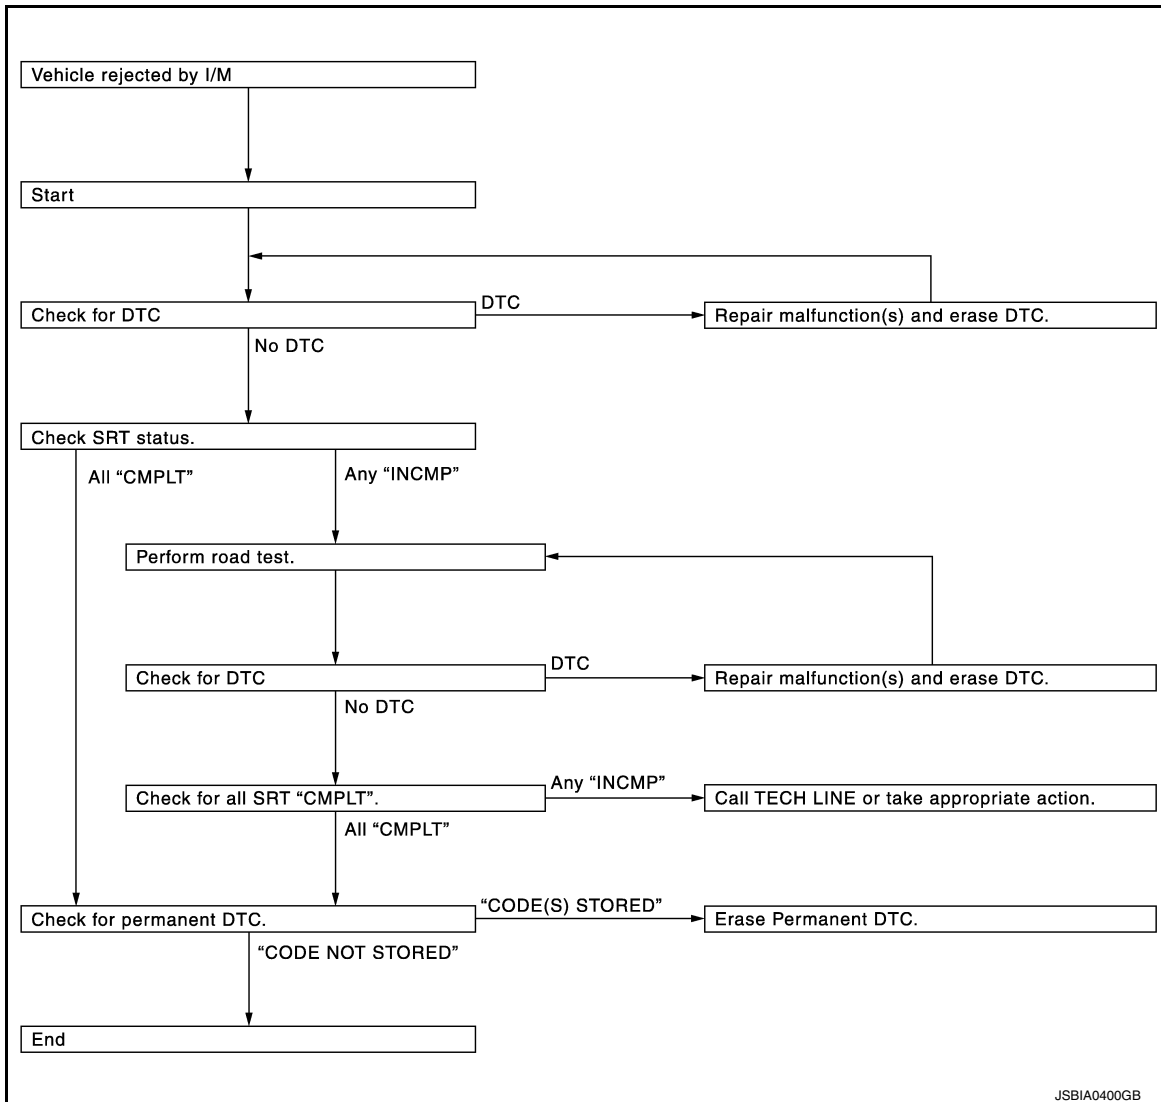 Vehicle rejected by I/M
Start
Check for DTC
DTC
Repair malfunction(s) and erase DTC.
No DTC
Check SRT status.
All “CMPLT”
Any “INCMP”
Perform road test.
Check for DTC
DTC
Repair malfunction(s) and erase DTC.
No DTC
Check for all SRT “CMPLT”.
Any “INCMP”
Call TECH LINE or take appropriate action.
All “CMPLT”
Check for permanent DTC.
“CODE(S) STORED”
Erase Permanent DTC.
“CODE NOT STORED”
End
JSBIA0400GB